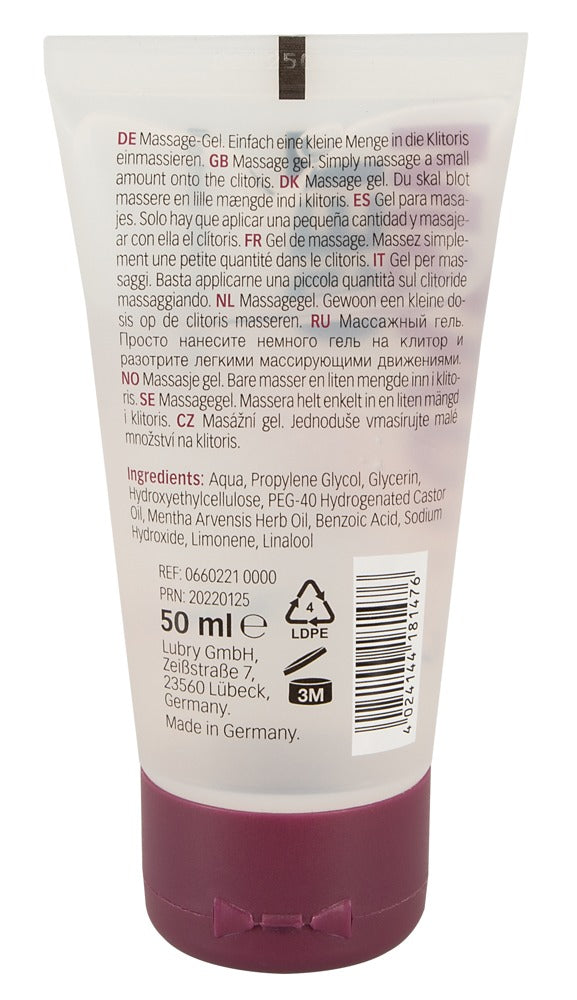 DE Massage-Gel. Einfach eine kleine Menge in die Klitoris
einmassieren. GB Massage gel. Simply massage a small
amount onto the clitoris. DK Massage gel. Du skal blot
massere en lille mængde ind i klitoris. ES Gel para masa-
jes. Solo hay que aplicar una pequeña cantidad y masaje-
ar con ella el clítoris. FR Gel de massage. Massez simple-
ment une petite quantité dans le clitoris. IT Gel per mas-
saggi. Basta applicarne una piccola quantità sul clitoride
massaggiando. NL Massagegel. Gewoon een kleine do-
sis op de clitoris masseren. RU Массажный гель.
Просто нанесите немного гель на клитор и
разотрите легкими массирующими движениями.
NO Massasje gel. Bare masser en liten mengde inn i klito-
ris. SE Massagegel. Massera helt enkelt in en liten mängd
i klitoris. CZ Masážní gel. Jednoduše vmasírujte malé
množství na klitoris.
Ingredients: Aqua, Propylene Glycol, Glycerin,
Hydroxyethylcellulose, PEG-40 Hydrogenated Castor
Oil, Mentha Arvensis Herb Oil, Benzoic Acid, Sodium
Hydroxide, Limonene, Linalool
REF: 0660221 0000
PRN: 20220125
50 ml ℮
Lubry GmbH,
Zeißstraße 7,
23560 Lübeck,
Germany.
Made in Germany.
4
LDPE
3M
4 024144 181476